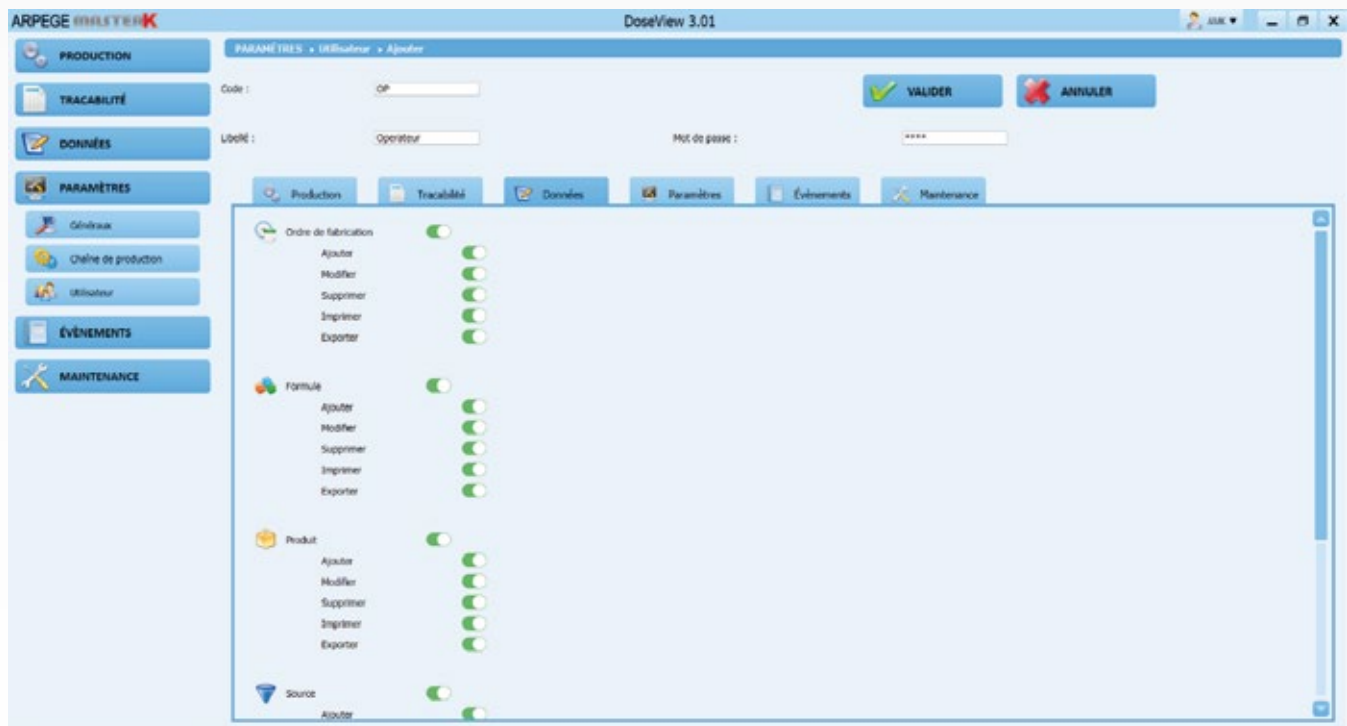 ARPEGE MASTERK
DoseView 3.01
PRODUCTION
TRACABILITÉ
DONNÉES
PARAMÈTRES
Généraux
Chaîne de production
Utilisateur
ÉVÈNEMENTS
MAINTENANCE
PARAMÈTRES • Utilisateur • Ajouter
Code : OP
VALIDER
ANNULER
Libellé : Operateur
Mot de passe : ****
Production
Tracabilité
Données
Paramètres
Évènements
Maintenance
Ordre de fabrication
Ajouter
Modifier
Supprimer
Imprimer
Exporter
Formule
Ajouter
Modifier
Supprimer
Imprimer
Exporter
Produit
Ajouter
Modifier
Supprimer
Imprimer
Exporter
Source
Ajouter